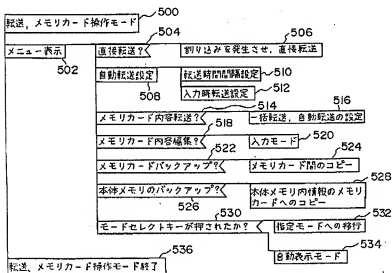 転送，メモリカード操作モード
500
504
506
メニュー表示
直接転送？
割り込みを発生させ，直接転送
502
自動転送設定
転送時間間隔設定
510
508
入力時転送設定
512
514
516
メモリカード内容転送？
一括転送，自動転送の設定
518
メモリカード内容編集？
入力モード
520
522
524
メモリカードバックアップ？
メモリカード間のコピー
528
本体メモリのバックアップ？
本体メモリ内情報のメモリ
カードへのコピー
526
530
532
モードセレクトキーが押されたか？
指定モードへの移行
534
自動表示モード
536
転送、メモリカード操作モード終了